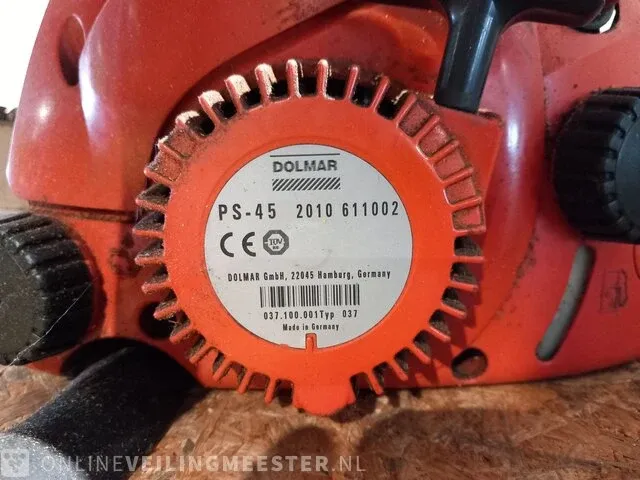 DOLMAR
PS-45 2010 611002
CE TÜV
DOLMAR GmbH, 22045 Hamburg, Germany
037.100.001Typ 037
Made in Germany
ONLINEVEILINGMEESTER.NL